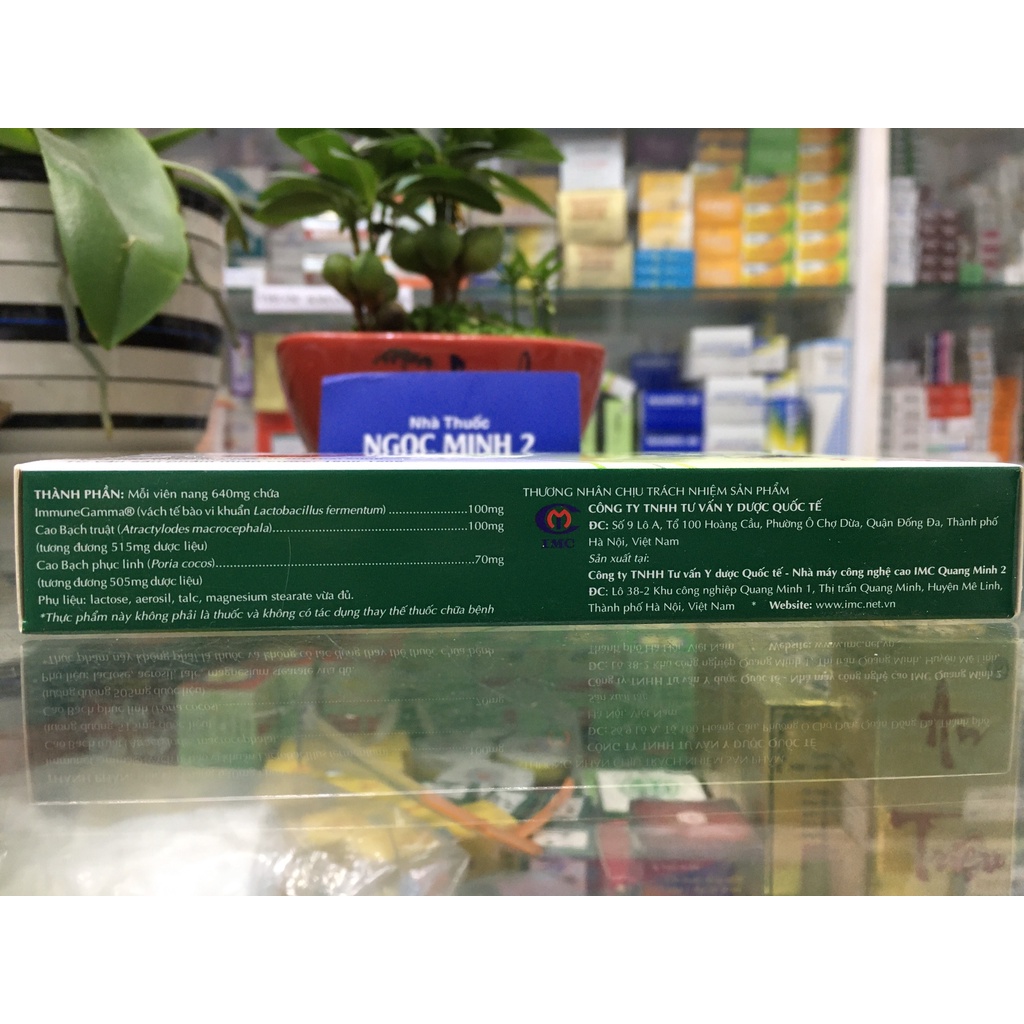 Nhà Thuốc
NGỌC MINH 2
THÀNH PHẦN: Mỗi viên nang 640mg chứa
ImmuneGamma® (vách tế bào vi khuẩn Lactobacillus fermentum) ........................100mg
Cao Bạch truật (Atractylodes macrocephala)............................................................100mg
(tương đương 515mg dược liệu)
Cao Bạch phục linh (Poria cocos)..............................................................................70mg
(tương đương 505mg dược liệu)
Phụ liệu: lactose, aerosil, talc, magnesium stearate vừa đủ.
*Thực phẩm này không phải là thuốc và không có tác dụng thay thế thuốc chữa bệnh
THƯƠNG NHÂN CHỊU TRÁCH NHIỆM SẢN PHẨM
IMC
CÔNG TY TNHH TƯ VẤN Y DƯỢC QUỐC TẾ
ĐC: Số 9 Lô A, Tổ 100 Hoàng Cầu, Phường Ô Chợ Dừa, Quận Đống Đa, Thành phố
Hà Nội, Việt Nam
Sản xuất tại:
Công ty TNHH Tư vấn Y dược Quốc tế - Nhà máy công nghệ cao IMC Quang Minh 2
ĐC: Lô 38-2 Khu công nghiệp Quang Minh 1, Thị trấn Quang Minh, Huyện Mê Linh,
Thành phố Hà Nội, Việt Nam * Website: www.imc.net.vn